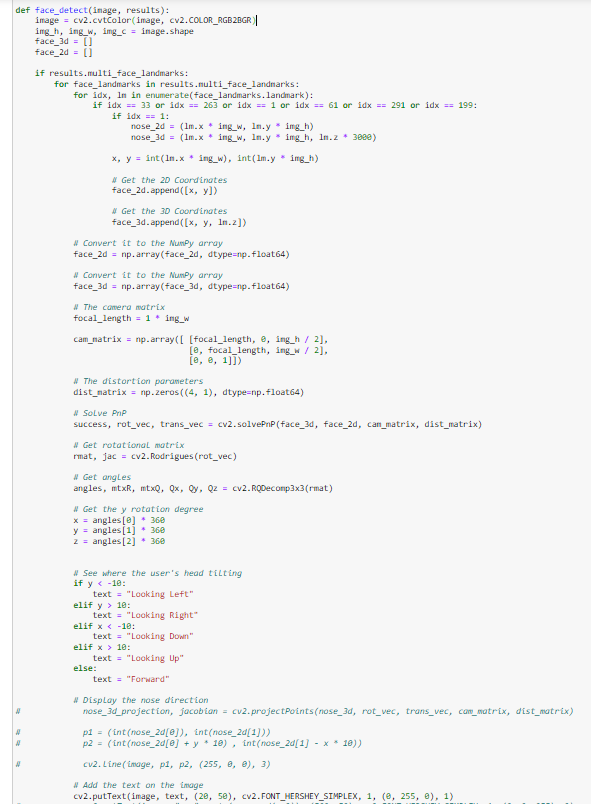 def face_detect(image, results):
    image = cv2.cvtColor(image, cv2.COLOR_RGB2BGR)
    img_h, img_w, img_c = image.shape
    face_3d = []
    face_2d = []

    if results.multi_face_landmarks:
        for face_landmarks in results.multi_face_landmarks:
            for idx, lm in enumerate(face_landmarks.landmark):
                if idx == 33 or idx == 263 or idx == 1 or idx == 61 or idx == 291 or idx == 199:
                    if idx == 1:
                        nose_2d = (lm.x * img_w, lm.y * img_h)
                        nose_3d = (lm.x * img_w, lm.y * img_h, lm.z * 3000)

                    x, y = int(lm.x * img_w), int(lm.y * img_h)

                    # Get the 2D Coordinates
                    face_2d.append([x, y])

                    # Get the 3D Coordinates
                    face_3d.append([x, y, lm.z])

            # Convert it to the NumPy array
            face_2d = np.array(face_2d, dtype=np.float64)

            # Convert it to the NumPy array
            face_3d = np.array(face_3d, dtype=np.float64)

            # The camera matrix
            focal_length = 1 * img_w

            cam_matrix = np.array([ [focal_length, 0, img_h / 2],
                                    [0, focal_length, img_w / 2],
                                    [0, 0, 1]])

            # The distortion parameters
            dist_matrix = np.zeros((4, 1), dtype=np.float64)

            # Solve PnP
            success, rot_vec, trans_vec = cv2.solvePnP(face_3d, face_2d, cam_matrix, dist_matrix)

            # Get rotational matrix
            rmat, jac = cv2.Rodrigues(rot_vec)

            # Get angles
            angles, mtxR, mtxQ, Qx, Qy, Qz = cv2.RQDecomp3x3(rmat)

            # Get the y rotation degree
            x = angles[0] * 360
            y = angles[1] * 360
            z = angles[2] * 360


            # See where the user's head tilting
            if y < -10:
                text = "Looking Left"
            elif y > 10:
                text = "Looking Right"
            elif x < -10:
                text = "Looking Down"
            elif x > 10:
                text = "Looking Up"
            else:
                text = "Forward"

            # Display the nose direction
#             nose_3d_projection, jacobian = cv2.projectPoints(nose_3d, rot_vec, trans_vec, cam_matrix, dist_matrix)

#             p1 = (int(nose_2d[0]), int(nose_2d[1]))
#             p2 = (int(nose_2d[0] + y * 10) , int(nose_2d[1] - x * 10))

#             cv2.line(image, p1, p2, (255, 0, 0), 3)

            # Add the text on the image
            cv2.putText(image, text, (20, 50), cv2.FONT_HERSHEY_SIMPLEX, 1, (0, 255, 0), 1)